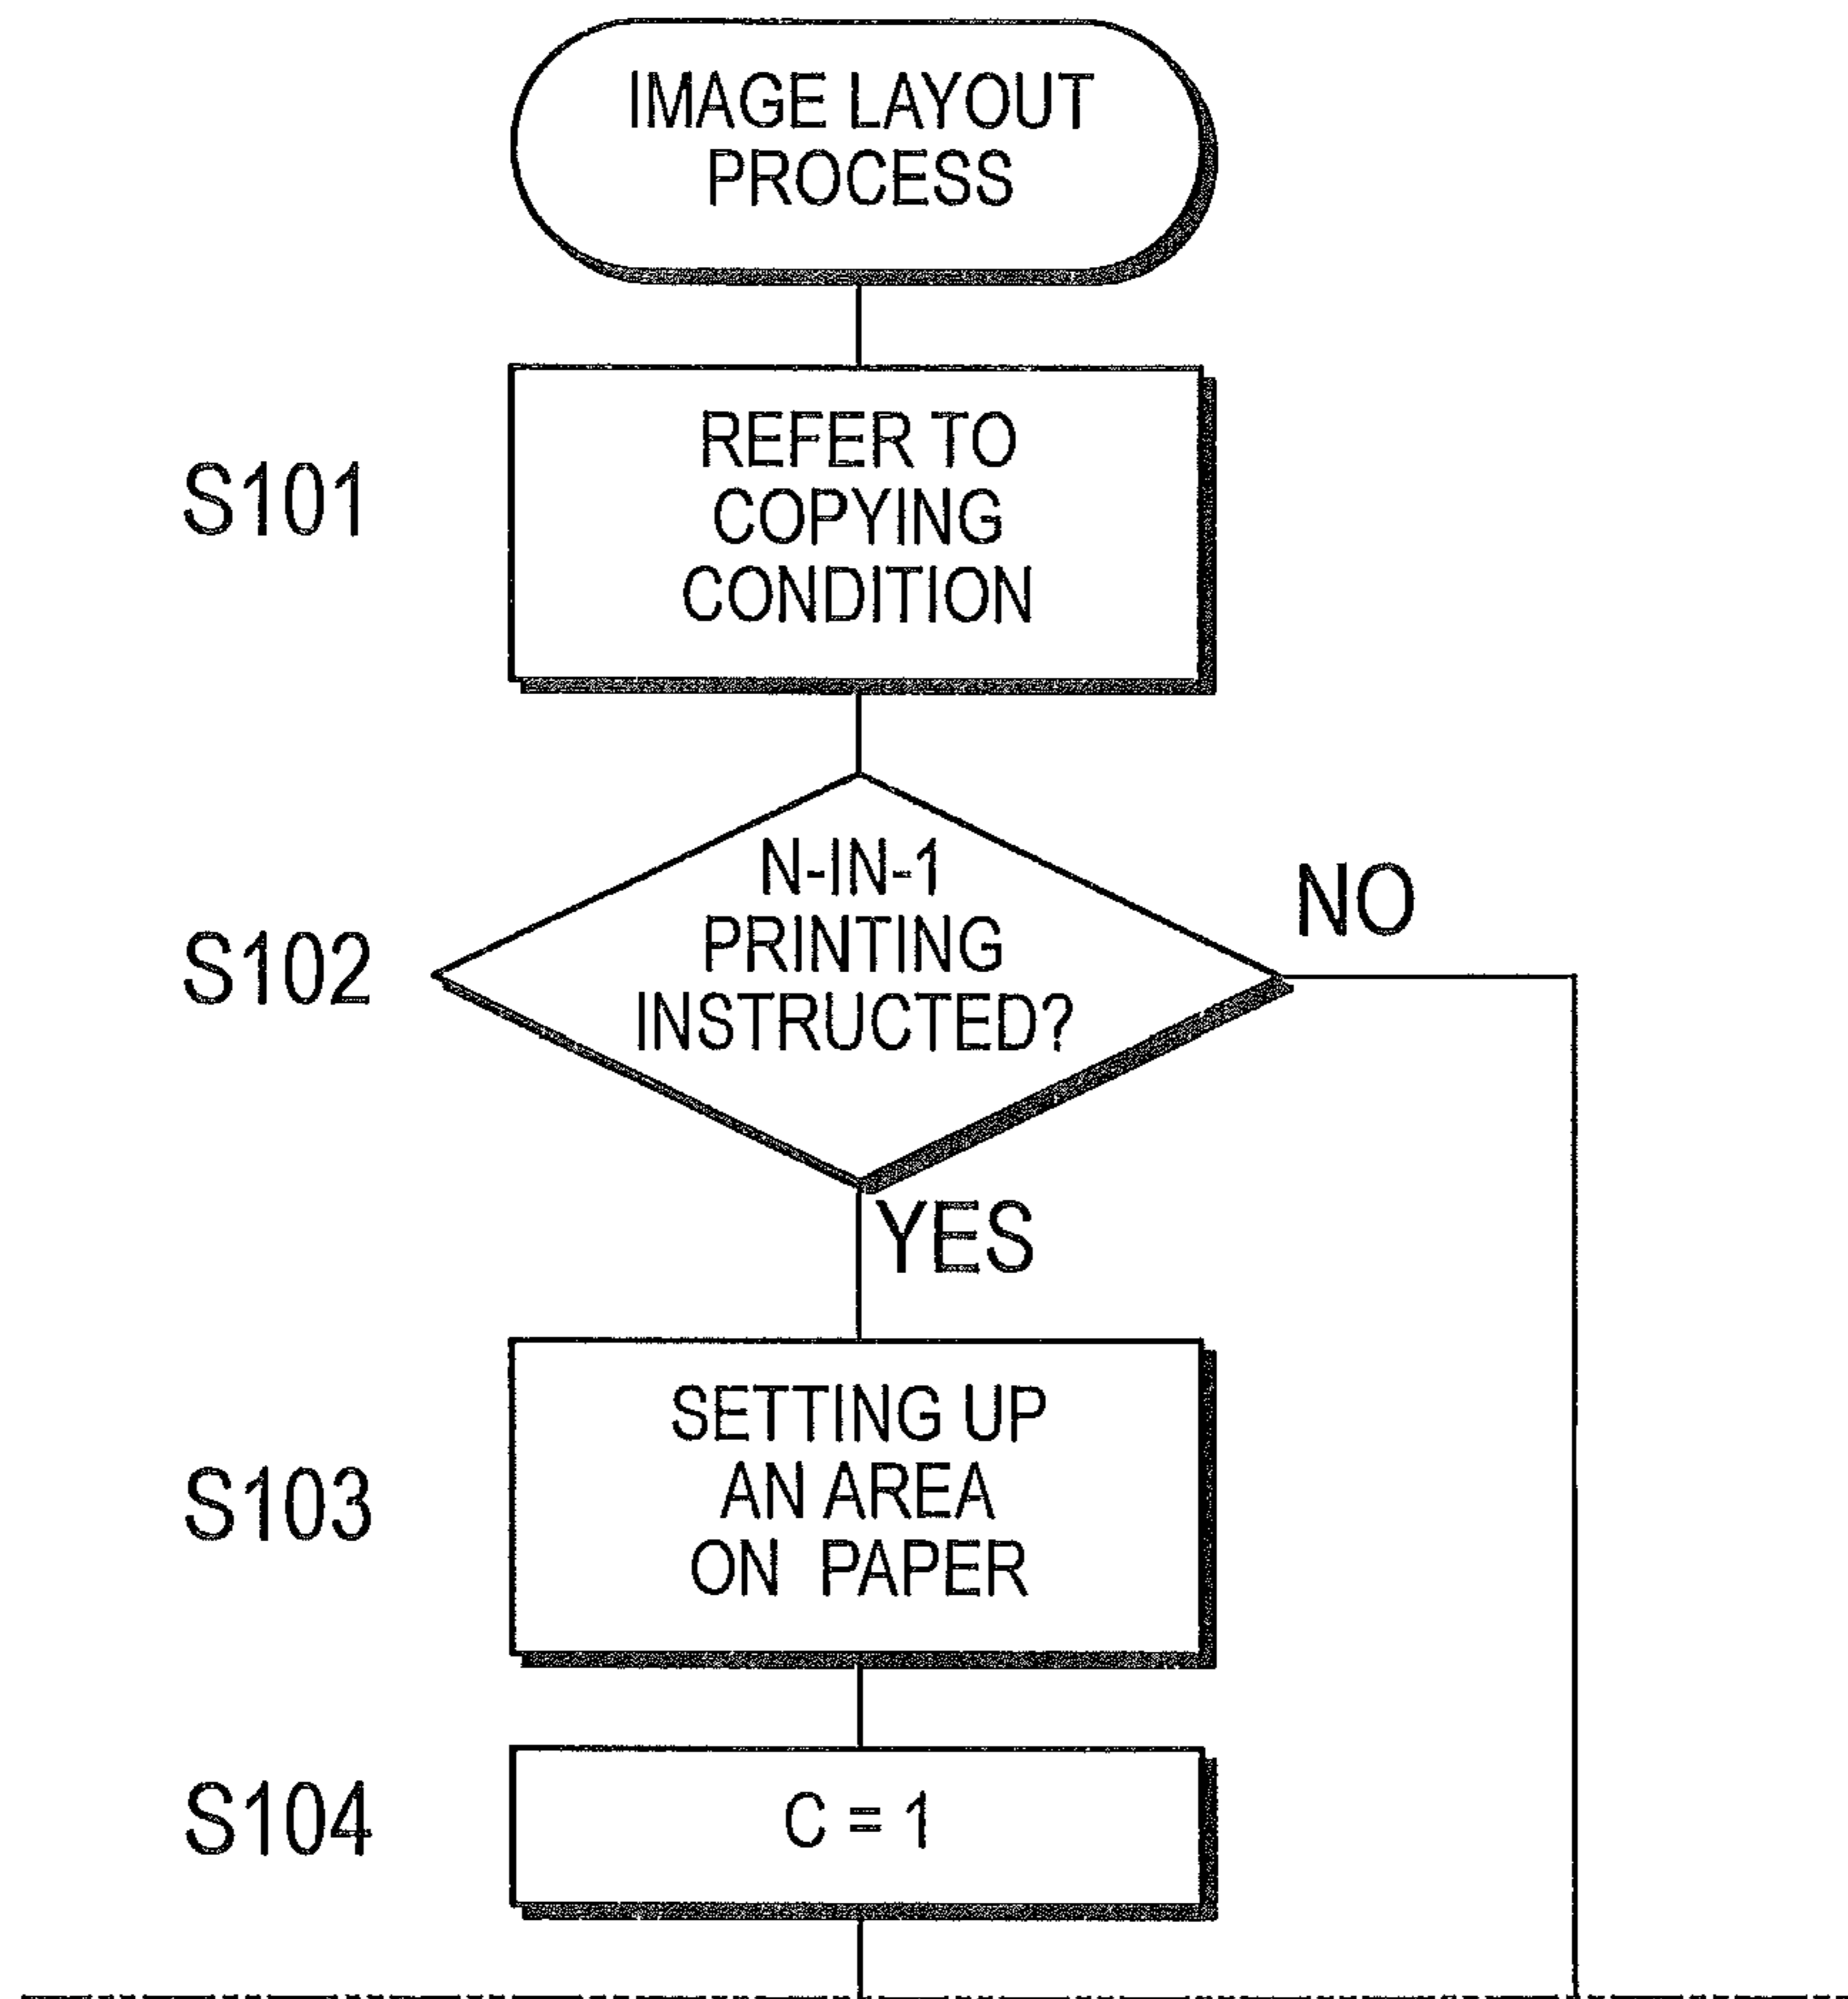 IMAGE LAYOUT
PROCESS
S101
REFER TO
COPYING
CONDITION
S102
N-IN-1
PRINTING
INSTRUCTED?
NO
YES
S103
SETTING UP
AN AREA
ON PAPER
S104
C = 1